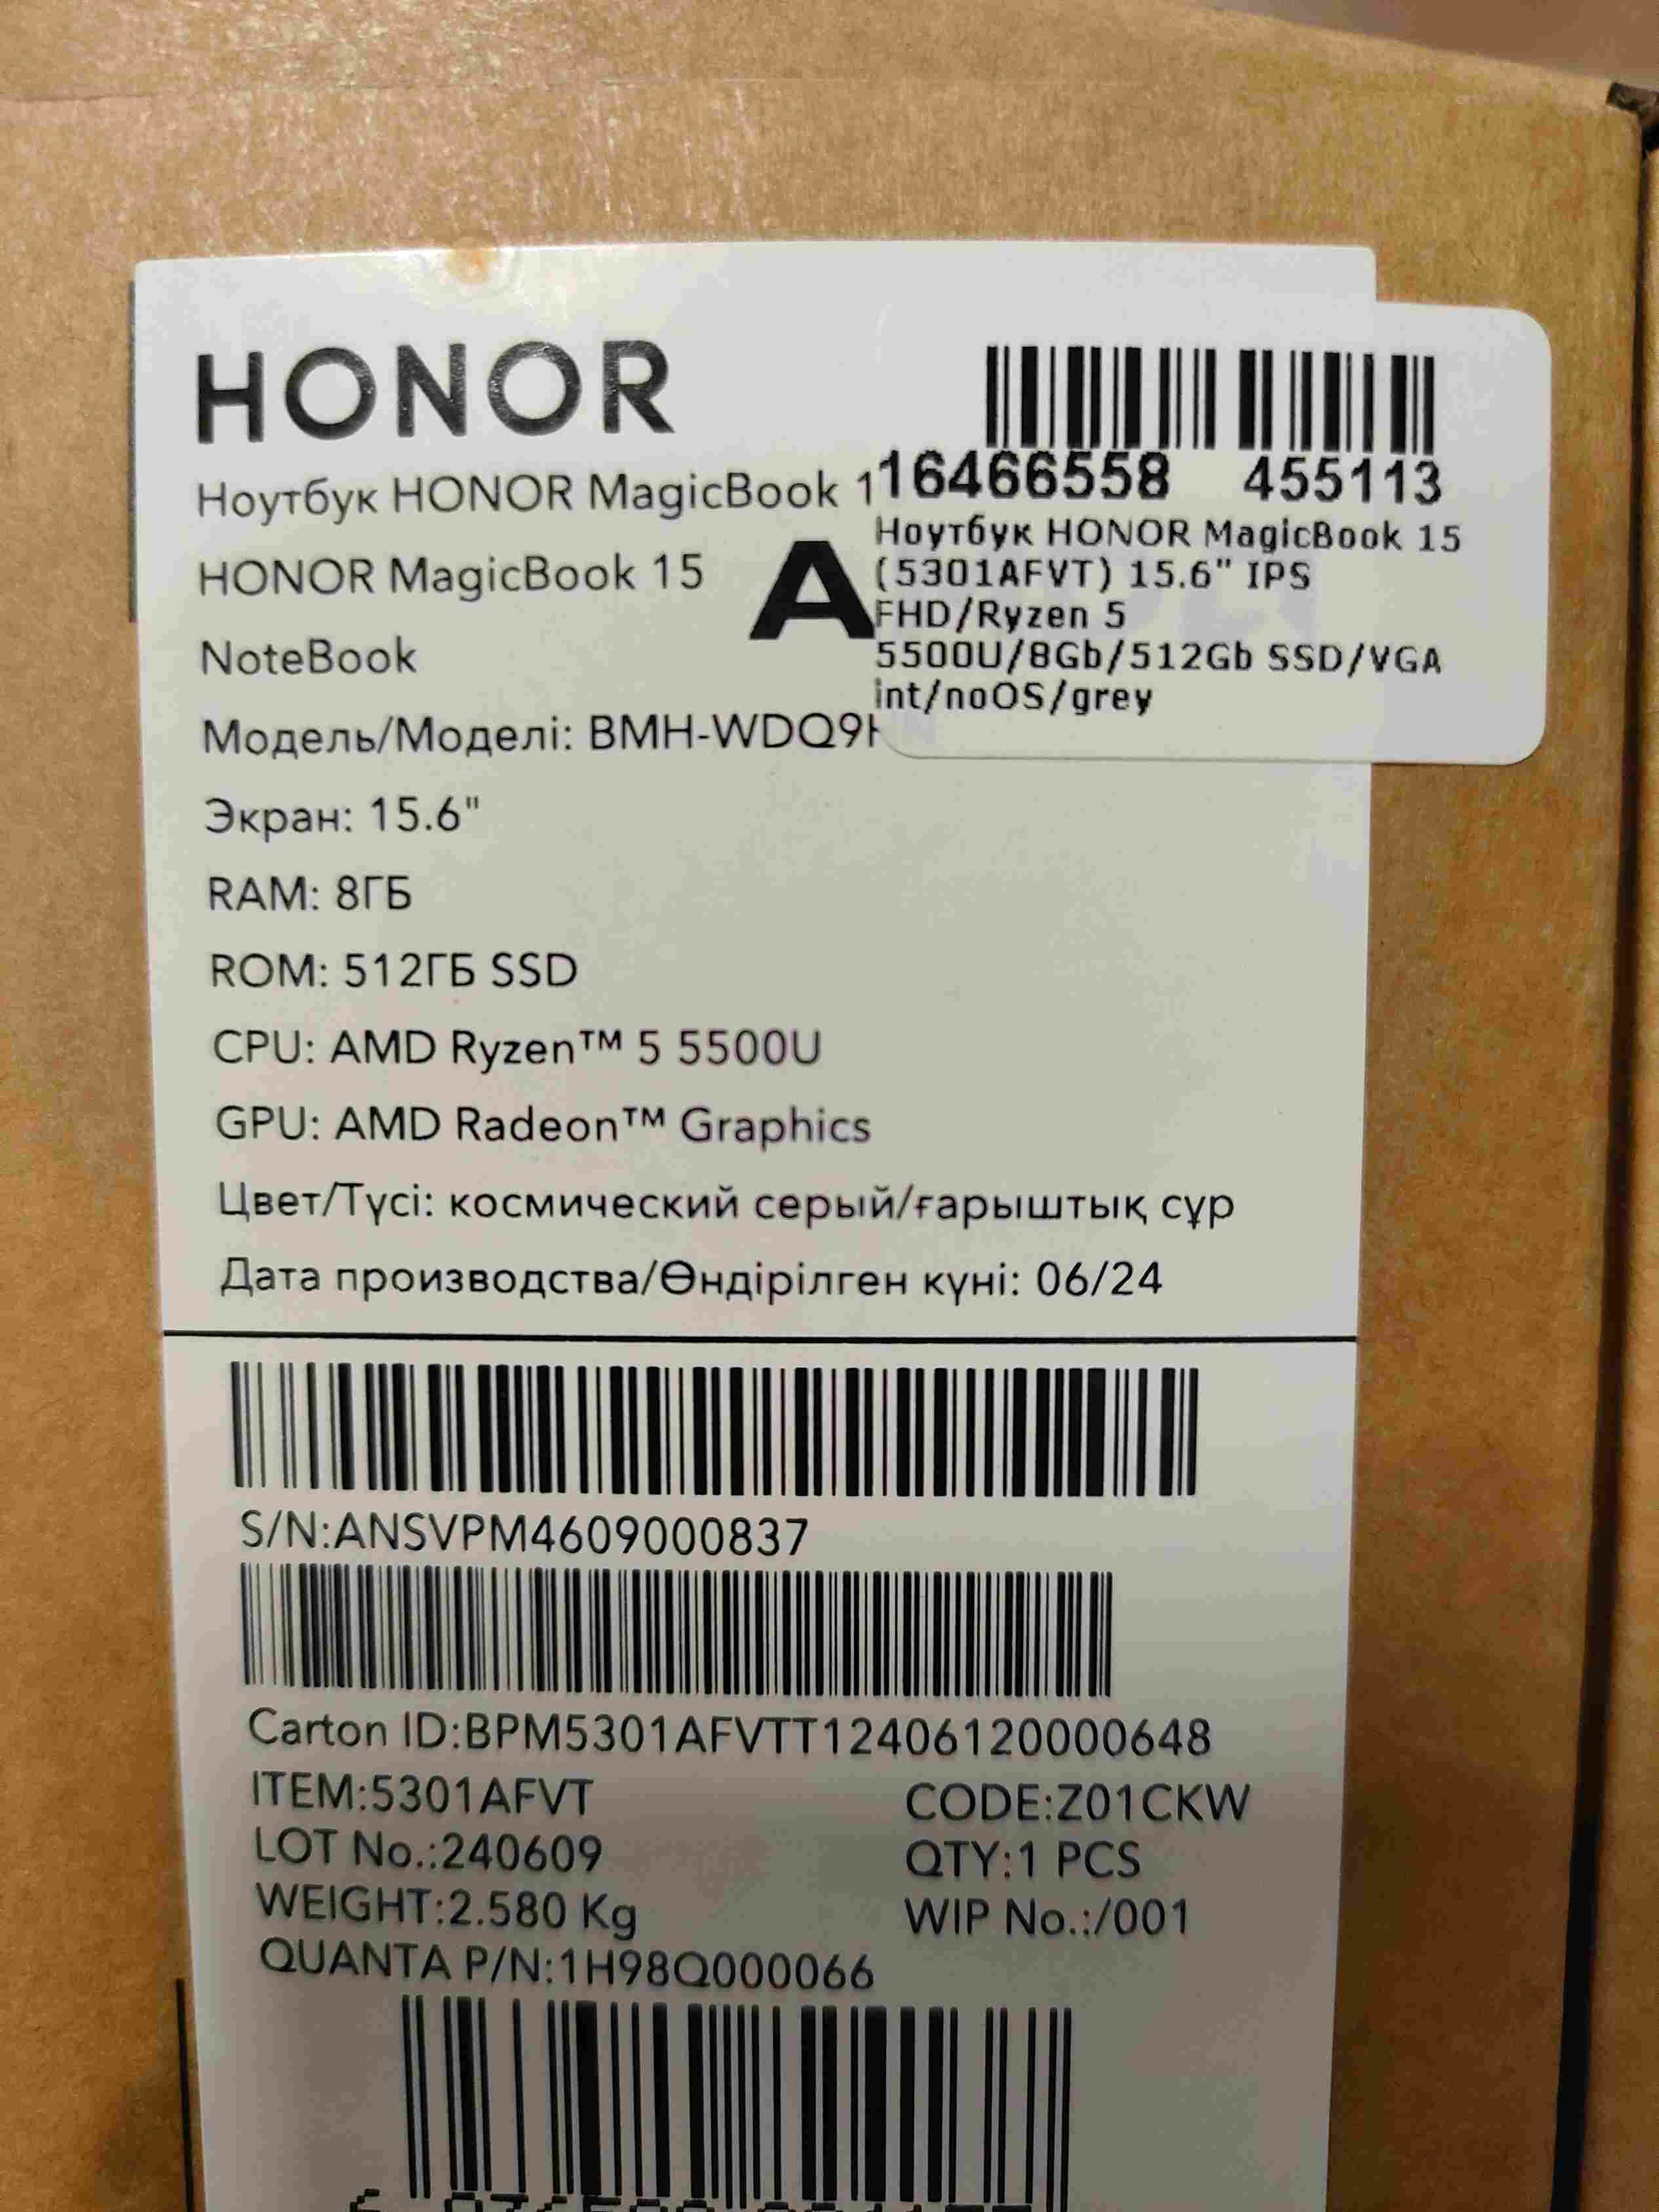 HONOR
Ноутбук HONOR MagicBook 1
HONOR MagicBook 15
NoteBook
Модель/Моделі: BMH-WDQ9H
Экран: 15.6"
RAM: 8ГБ
ROM: 512ГБ SSD
CPU: AMD Ryzen™ 5 5500U
GPU: AMD Radeon™ Graphics
Цвет/Түсі: космический серый/ғарыштық сұр
Дата производства/Өндірілген күні: 06/24
16466558 455113
A
Ноутбук HONOR MagicBook 15
(5301AFVT) 15.6" IPS
FHD/Ryzen 5
5500U/8Gb/512Gb SSD/VGA
int/noOS/grey
S/N:ANSVPM4609000837
Carton ID:BPM5301AFVTT12406120000648
ITEM:5301AFVT CODE:Z01CKW
LOT No.:240609 QTY:1 PCS
WEIGHT:2.580 Kg WIP No.:/001
QUANTA P/N:1H98Q000066